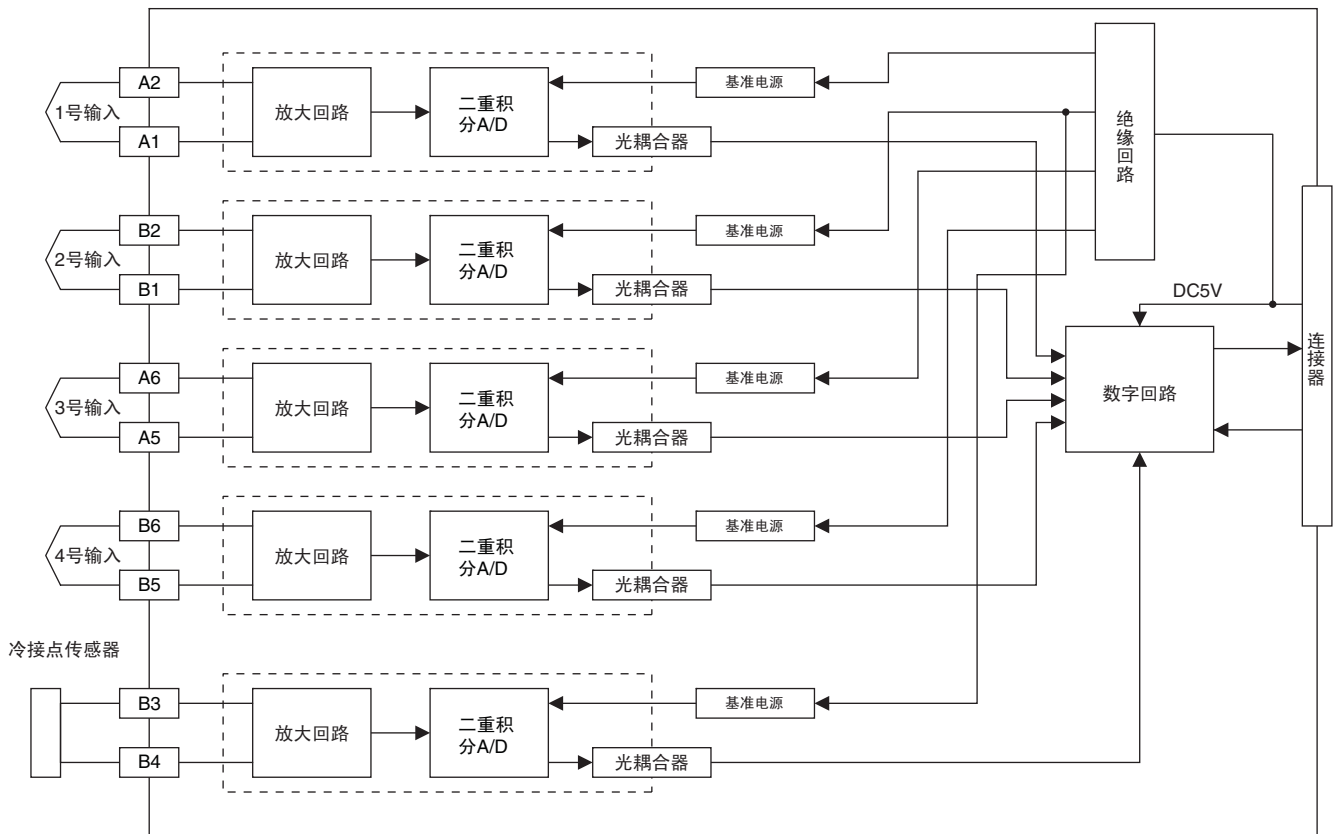 A2
1号输入
A1
放大回路
二重积
分A/D
基准电源
光耦合器
绝缘回路
B2
2号输入
B1
放大回路
二重积
分A/D
基准电源
光耦合器
DC5V
连接器
A6
3号输入
A5
放大回路
二重积
分A/D
基准电源
光耦合器
数字回路
B6
4号输入
B5
放大回路
二重积
分A/D
基准电源
光耦合器
冷接点传感器
B3
B4
放大回路
二重积
分A/D
基准电源
光耦合器